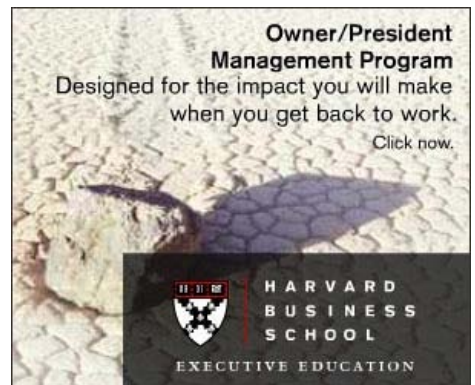 Owner/President
Management Program
Designed for the impact you will make
when you get back to work.
Click now.
HARVARD
BUSINESS
SCHOOL
EXECUTIVE EDUCATION